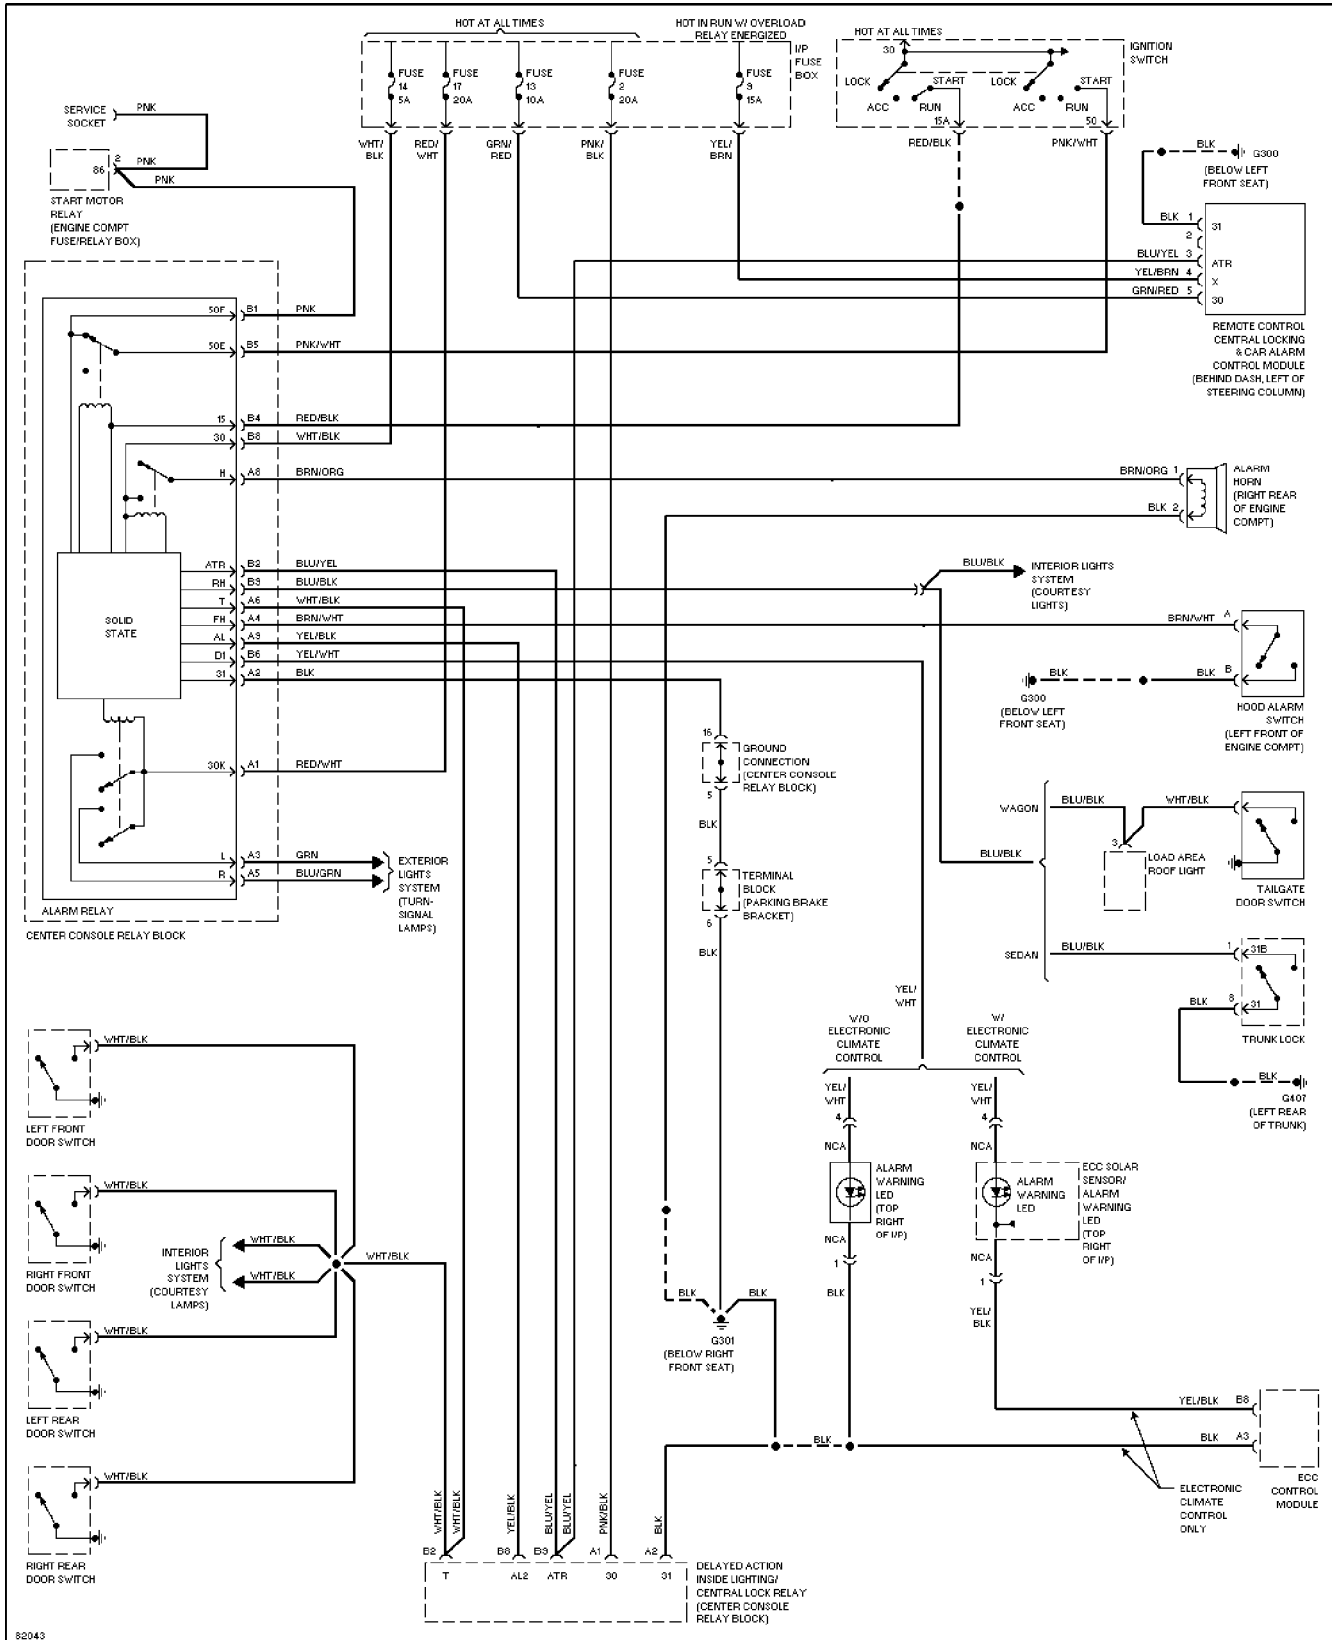 HOT AT ALL TIMES
HOT IN RUN W/ OVERLOAD
RELAY ENERGIZED
HOT AT ALL TIMES
I/P
FUSE
BOX
IGNITION
SWITCH
FUSE
14
5A
FUSE
17
20A
FUSE
13
10A
FUSE
2
20A
FUSE
9
15A
30
LOCK
ACC
RUN
START
LOCK
ACC
RUN
START
15A
50
WHT/
BLK
RED/
WHT
GRN/
RED
PNK/
BLK
YEL/
BRN
RED/BLK
PNK/WHT
SERVICE
SOCKET
PNK
86
2
PNK
PNK
START MOTOR
RELAY
(ENGINE COMPT
FUSE/RELAY BOX)
BLK
G300
(BELOW LEFT
FRONT SEAT)
BLK 1
31
2
BLU/YEL 3
ATR
YEL/BRN 4
X
GRN/RED 5
30
REMOTE CONTROL
CENTRAL LOCKING
& CAR ALARM
CONTROL MODULE
(BEHIND DASH, LEFT OF
STEERING COLUMN)
50F B1 PNK
50E B5 PNK/WHT
15 B4 RED/BLK
30 B8 WHT/BLK
H A8 BRN/ORG
BRN/ORG 1
BLK 2
ALARM
HORN
(RIGHT REAR
OF ENGINE
COMPT)
SOLID
STATE
ATR B2 BLU/YEL
RH B3 BLU/BLK
T A6 WHT/BLK
FH A4 BRN/WHT
AL A9 YEL/BLK
D1 B6 YEL/WHT
31 A2 BLK
BLU/BLK
INTERIOR LIGHTS
SYSTEM
(COURTESY
LIGHTS)
BRN/WHT A
BLK B
BLK
G300
(BELOW LEFT
FRONT SEAT)
HOOD ALARM
SWITCH
(LEFT FRONT OF
ENGINE COMPT)
16
GROUND
CONNECTION
(CENTER CONSOLE
RELAY BLOCK)
5
BLK
5
TERMINAL
BLOCK
(PARKING BRAKE
BRACKET)
6
BLK
30K A1 RED/WHT
L A3 GRN
R A5 BLU/GRN
EXTERIOR
LIGHTS
SYSTEM
(TURN-
SIGNAL
LAMPS)
ALARM RELAY
CENTER CONSOLE RELAY BLOCK
WAGON
BLU/BLK
WHT/BLK
BLU/BLK
3
LOAD AREA
ROOF LIGHT
TAILGATE
DOOR SWITCH
SEDAN
BLU/BLK
1
31B
BLK
8
31
TRUNK LOCK
BLK
G407
(LEFT REAR
OF TRUNK)
YEL/
WHT
W/O
ELECTRONIC
CLIMATE
CONTROL
W/
ELECTRONIC
CLIMATE
CONTROL
YEL/
WHT
4
NCA
ALARM
WARNING
LED
(TOP
RIGHT
OF I/P)
NCA
1
BLK
YEL/
WHT
4
NCA
ALARM
WARNING
LED
ECC SOLAR
SENSOR/
ALARM
WARNING
LED
(TOP
RIGHT
OF I/P)
NCA
1
YEL/
BLK
WHT/BLK
LEFT FRONT
DOOR SWITCH
WHT/BLK
RIGHT FRONT
DOOR SWITCH
INTERIOR
LIGHTS
SYSTEM
(COURTESY
LAMPS)
WHT/BLK
WHT/BLK
WHT/BLK
WHT/BLK
LEFT REAR
DOOR SWITCH
WHT/BLK
RIGHT REAR
DOOR SWITCH
BLK
BLK
G301
(BELOW RIGHT
FRONT SEAT)
BLK
YEL/BLK B8
BLK A3
ECC
CONTROL
MODULE
ELECTRONIC
CLIMATE
CONTROL
ONLY
WHT/BLK
WHT/BLK
YEL/BLK
BLU/YEL
BLU/YEL
PNK/BLK
BLK
B2 B8 B9 A1 A2
T AL2 ATR 30 31
DELAYED ACTION
INSIDE LIGHTING/
CENTRAL LOCK RELAY
(CENTER CONSOLE
RELAY BLOCK)
82043